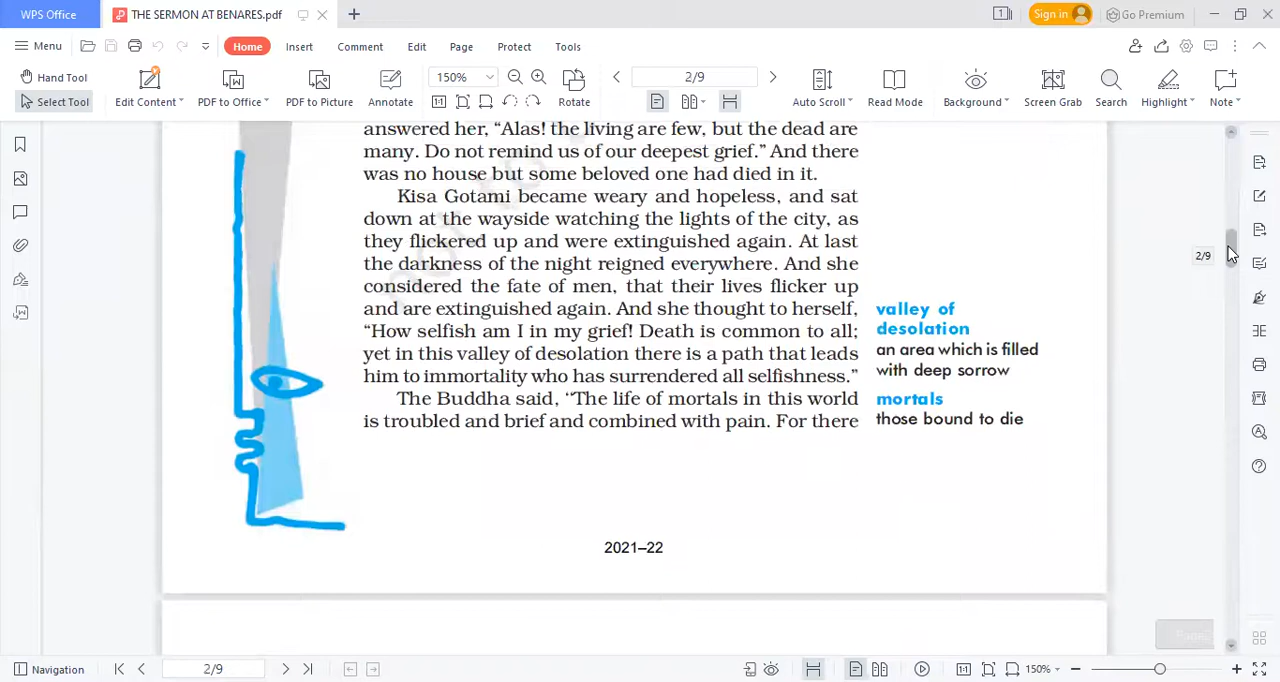 WPS Office
THE SERMON AT BENARES.pdf
Sign in
Go Premium
Menu
Home
Insert
Comment
Edit
Page
Protect
Tools
Hand Tool
Select Tool
Edit Content
PDF to Office
PDF to Picture
Annotate
150%
Rotate
2/9
Auto Scroll
Read Mode
Background
Screen Grab
Search
Highlight
Note
answered her, “Alas! the living are few, but the dead are
many. Do not remind us of our deepest grief.” And there
was no house but some beloved one had died in it.
Kisa Gotami became weary and hopeless, and sat
down at the wayside watching the lights of the city, as
they flickered up and were extinguished again. At last
the darkness of the night reigned everywhere. And she
considered the fate of men, that their lives flicker up
and are extinguished again. And she thought to herself,
“How selfish am I in my grief! Death is common to all;
yet in this valley of desolation there is a path that leads
him to immortality who has surrendered all selfishness.”
The Buddha said, “The life of mortals in this world
is troubled and brief and combined with pain. For there
valley of
desolation
an area which is filled
with deep sorrow
mortals
those bound to die
2/9
2021–22
Page
Navigation
2/9
150%